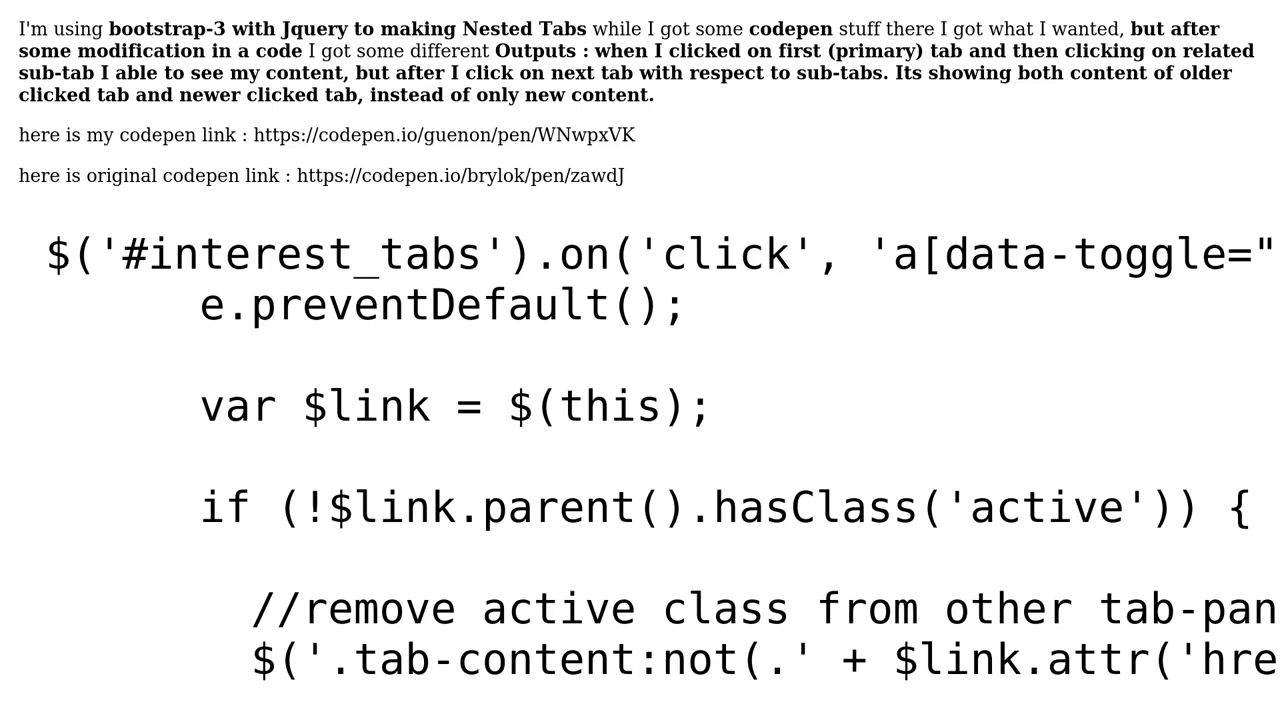 I'm using bootstrap-3 with Jquery to making Nested Tabs while I got some codepen stuff there I got what I wanted, but after
some modification in a code I got some different Outputs : when I clicked on first (primary) tab and then clicking on related
sub-tab I able to see my content, but after I click on next tab with respect to sub-tabs. Its showing both content of older
clicked tab and newer clicked tab, instead of only new content.
here is my codepen link : https://codepen.io/guenon/pen/WNwpxVK
here is original codepen link : https://codepen.io/brylok/pen/zawdJ
$('#interest_tabs').on('click', 'a[data-toggle="
e.preventDefault();
var $link = $(this);
if (!$link.parent().hasClass('active')) {
//remove active class from other tab-pan
$('.tab-content:not(.' + $link.attr('hre